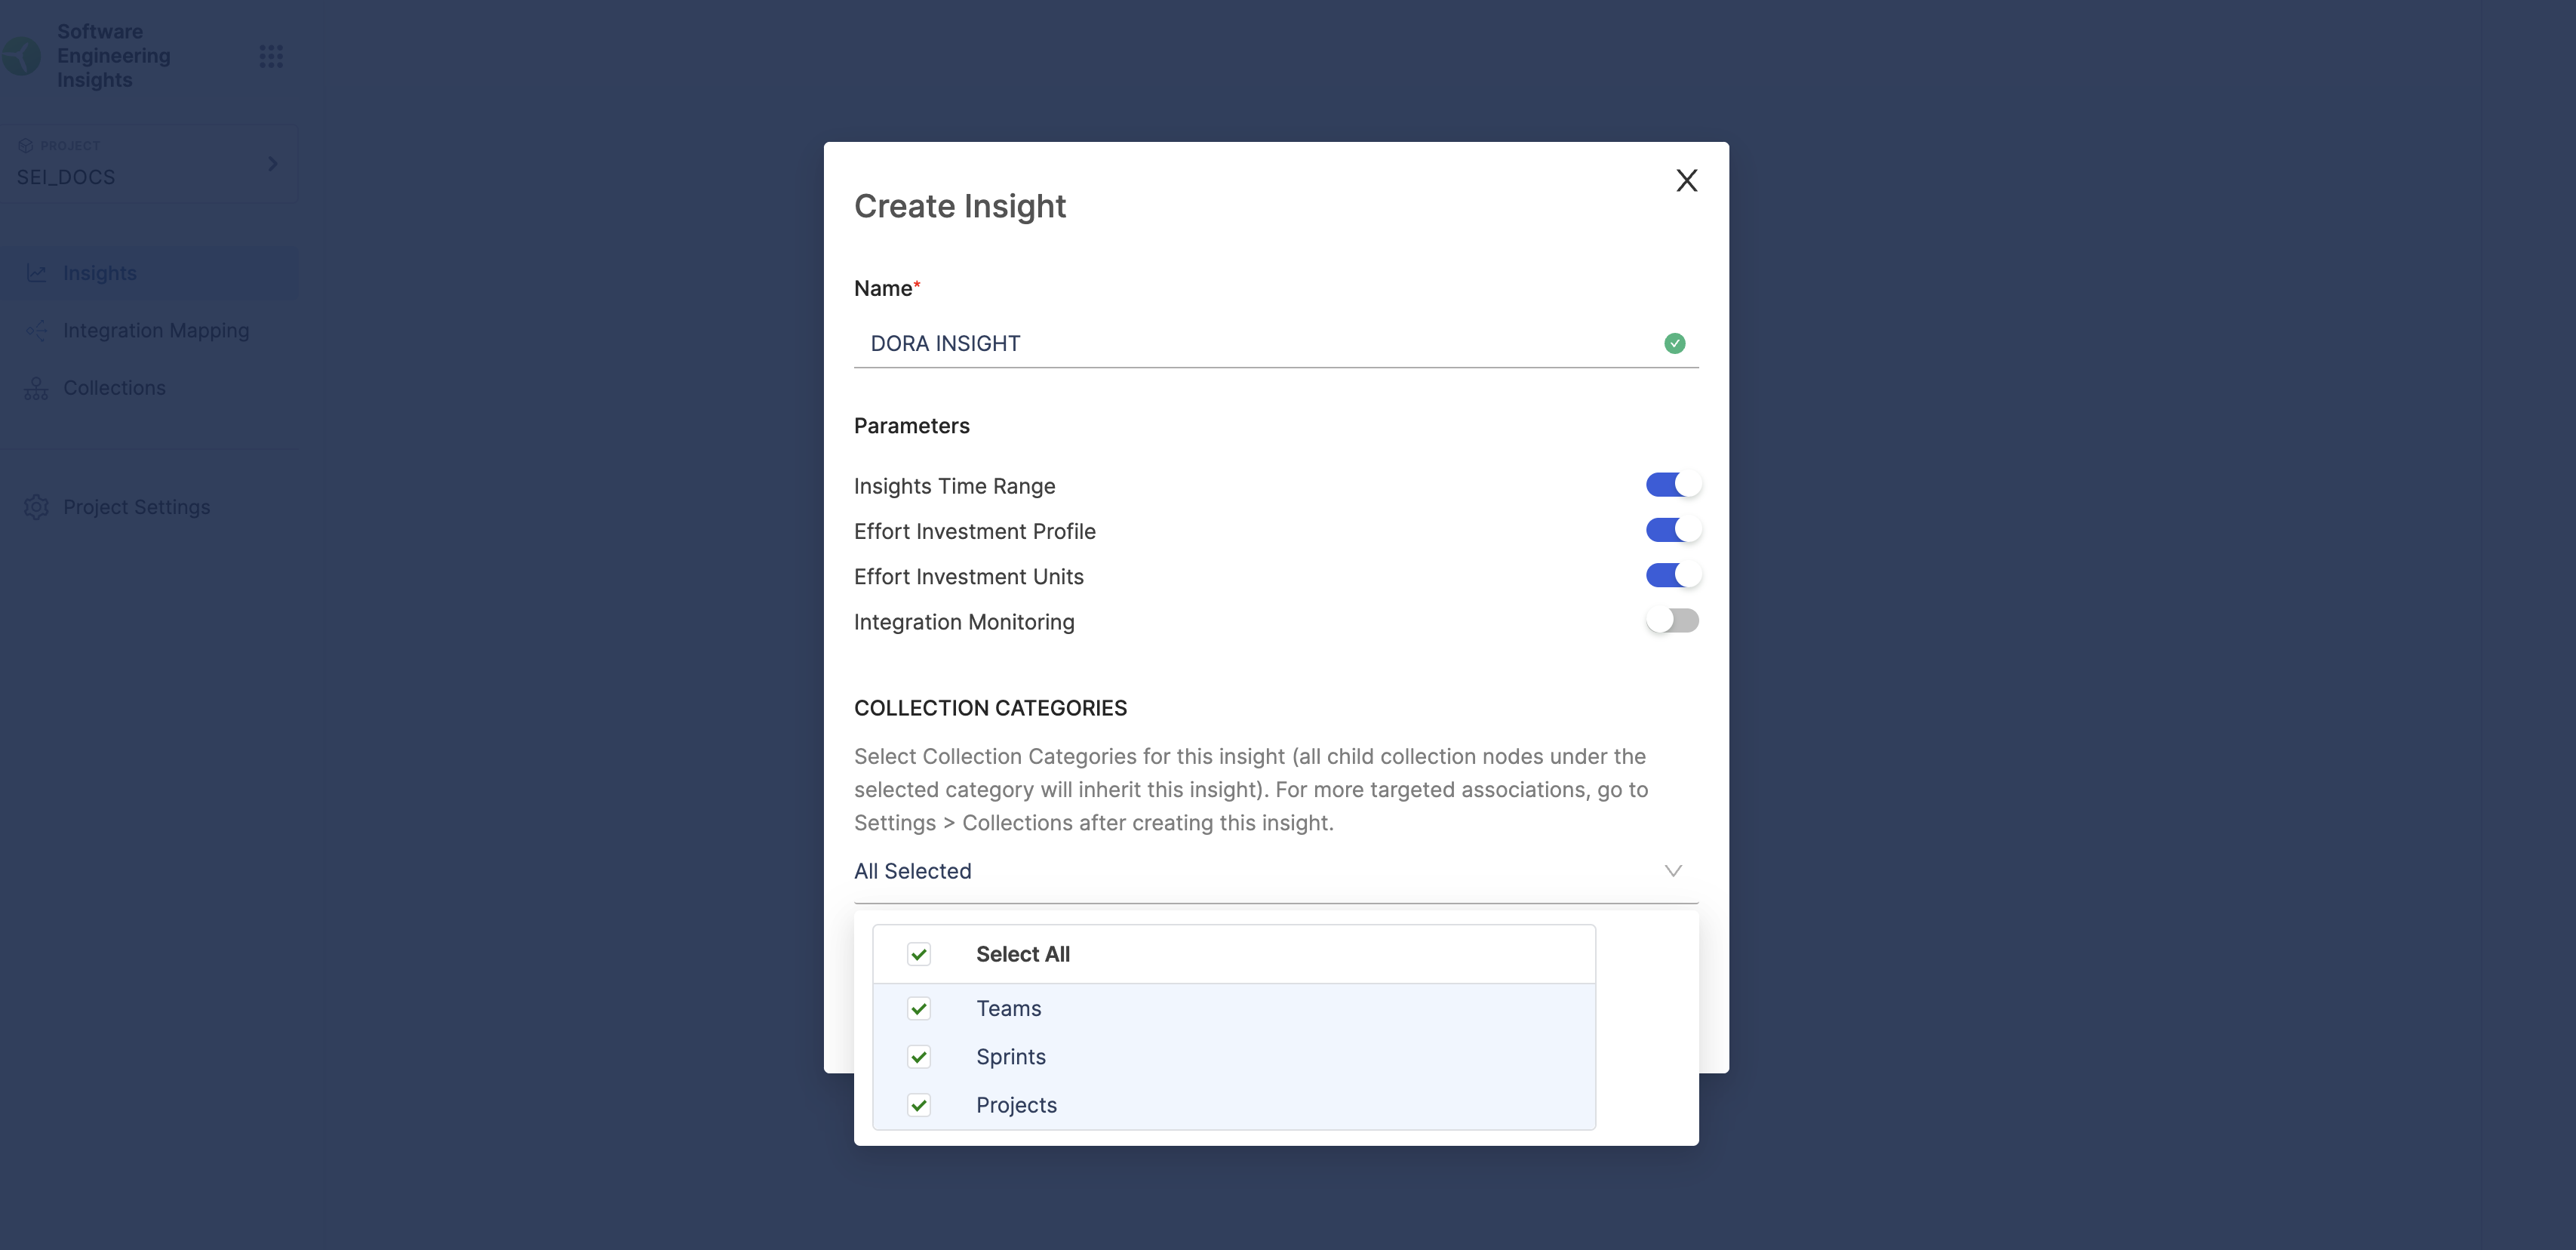 Software
Engineering
Insights
PROJECT
SEI_DOCS
Insights
Integration Mapping
Collections
Project Settings
Create Insight
Name*
DORA INSIGHT
Parameters
Insights Time Range
Effort Investment Profile
Effort Investment Units
Integration Monitoring
COLLECTION CATEGORIES
Select Collection Categories for this insight (all child collection nodes under the
selected category will inherit this insight). For more targeted associations, go to
Settings > Collections after creating this insight.
All Selected
Select All
Teams
Sprints
Projects